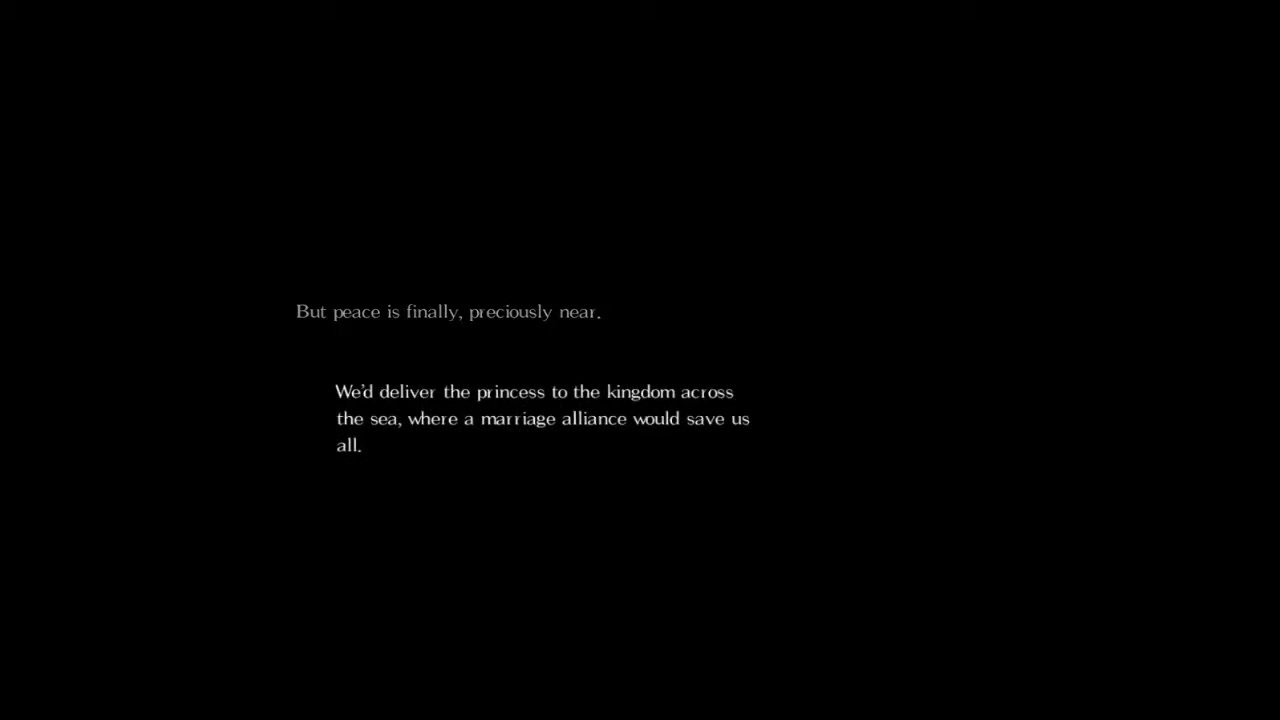 But peace is finally, preciously near.
We'd deliver the princess to the kingdom across
the sea, where a marriage alliance would save us
all.